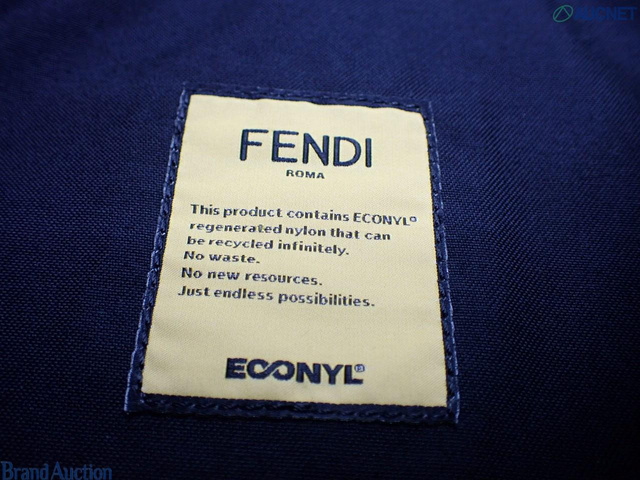 AUCNET
FENDI
ROMA
This product contains ECONYL®
regenerated nylon that can
be recycled infinitely.
No waste.
No new resources.
Just endless possibilities.
ECONYL®
Brand Auction